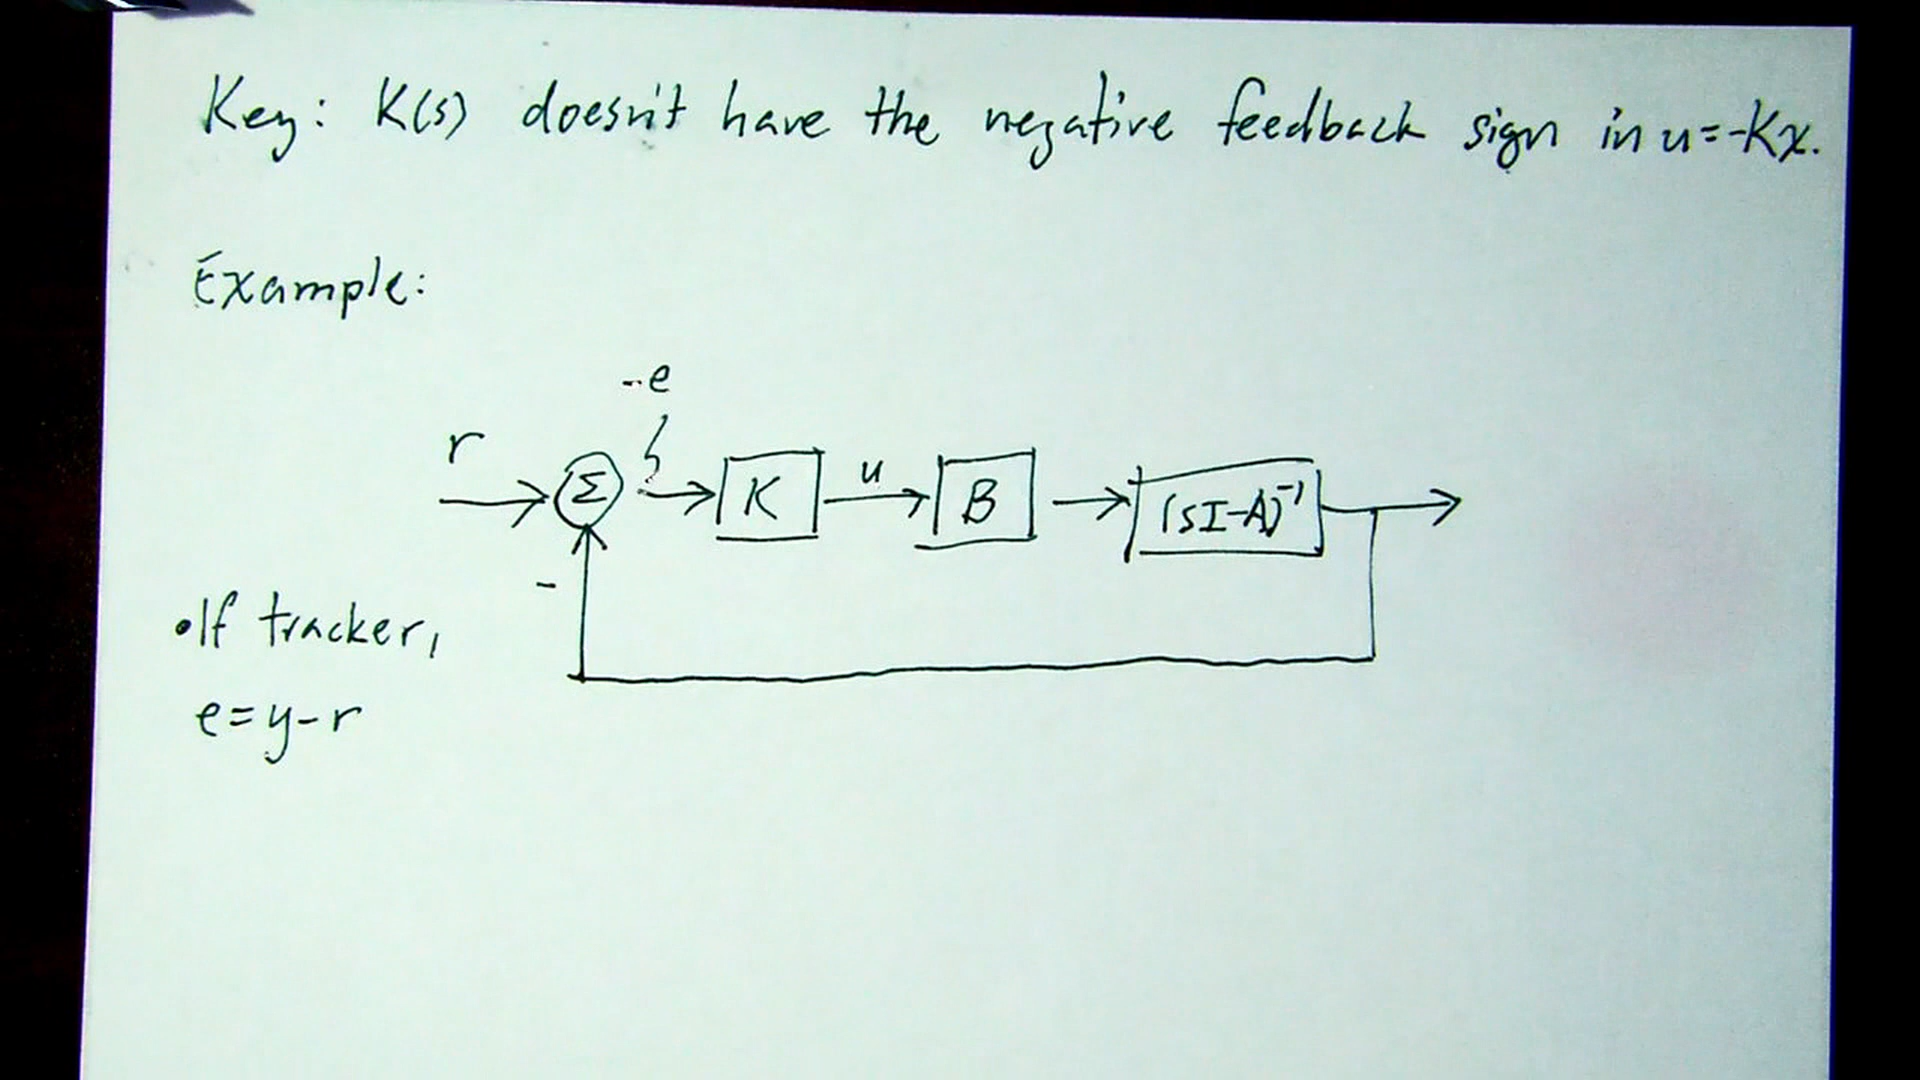 Key: K(s) doesn't have the negative feedback sign in u=-Kx.
Example:
-e
r
Σ
K
u
B
(sI-A)⁻¹
-
•If tracker,
e=y-r